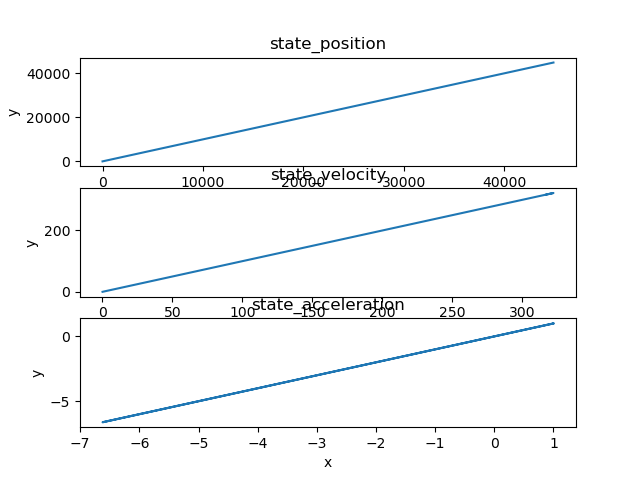 state_position
40000
20000
0
y
0 10000 20000 30000 40000
state_velocity
200
0
y
0 50 100 150 200 250 300
state_acceleration
0
−5
y
−7 −6 −5 −4 −3 −2 −1 0 1
x